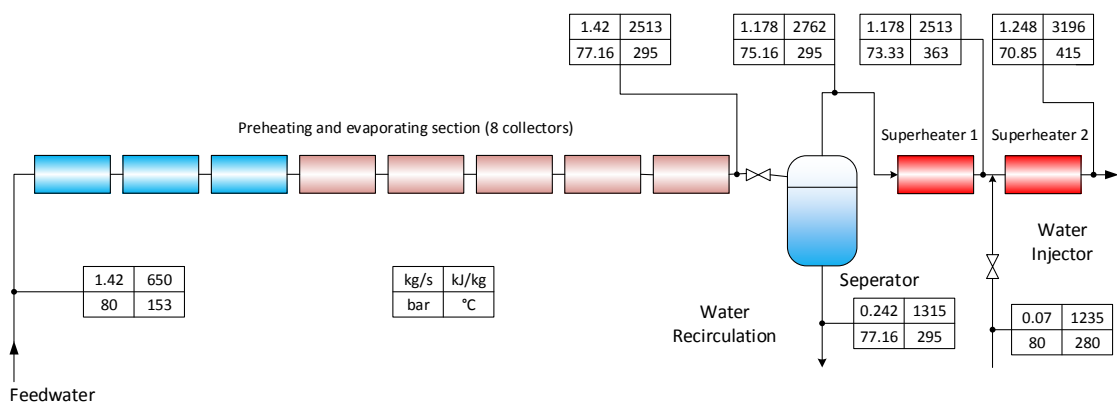 1.42 2513
77.16 295
1.178 2762
75.16 295
1.178 2513
73.33 363
1.248 3196
70.85 415
Preheating and evaporating section (8 collectors)
Superheater 1
Superheater 2
Water
Injector
1.42 650
80 153
kg/s kJ/kg
bar °C
Seperator
Water
Recirculation
0.242 1315
77.16 295
0.07 1235
80 280
Feedwater